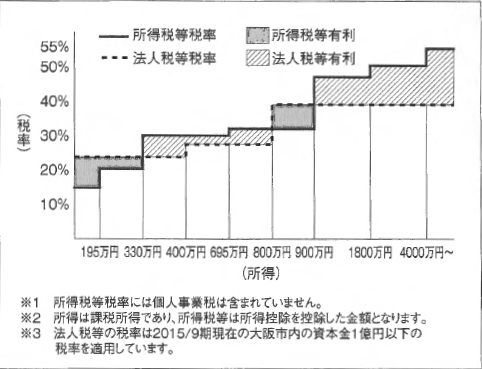 所得税等税率 所得税等有利
法人税等税率 法人税等有利
55%
50%
40%
30%
20%
10%
(税率)
195万円 330万円 400万円 695万円 800万円 900万円 1800万円 4000万円～
(所得)
※1 所得税等税率には個人事業税は含まれていません。
※2 所得は課税所得であり、所得税等は所得控除を控除した金額となります。
※3 法人税等の税率は2015/9期現在の大阪市内の資本金1億円以下の
税率を適用しています。